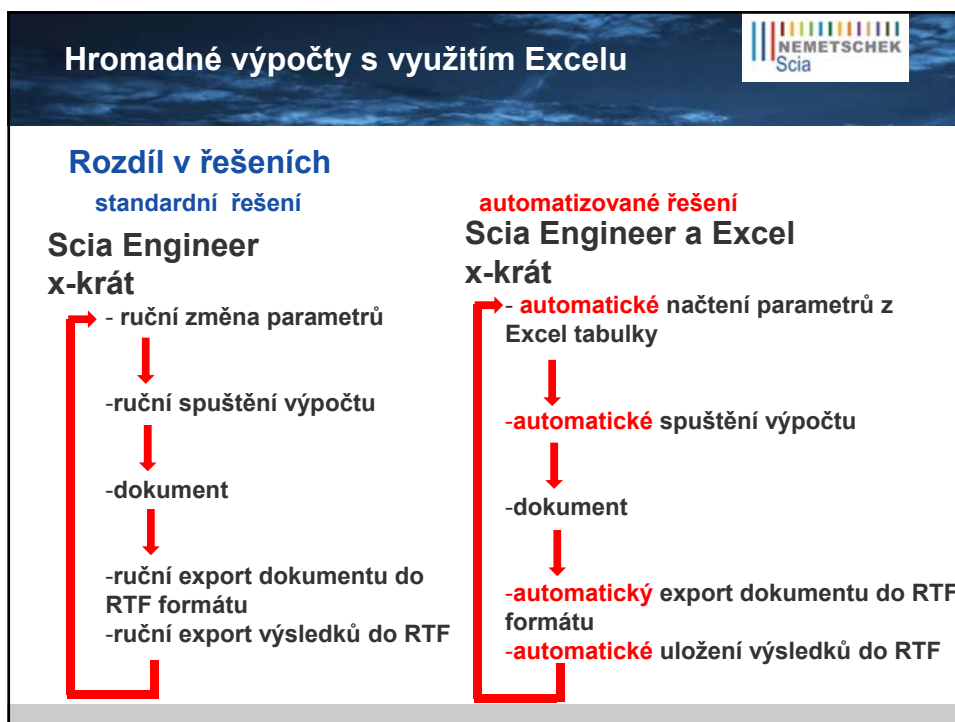 Hromadné výpočty s využitím Excelu
NEMETSCHEK
Scia
Rozdíl v řešeních
standardní řešení
Scia Engineer
x-krát
- ruční změna parametrů
-ruční spuštění výpočtu
-dokument
-ruční export dokumentu do
RTF formátu
-ruční export výsledků do RTF
automatizované řešení
Scia Engineer a Excel
x-krát
- automatické načtení parametrů z
Excel tabulky
-automatické spuštění výpočtu
-dokument
-automatický export dokumentu do RTF
formátu
-automatické uložení výsledků do RTF